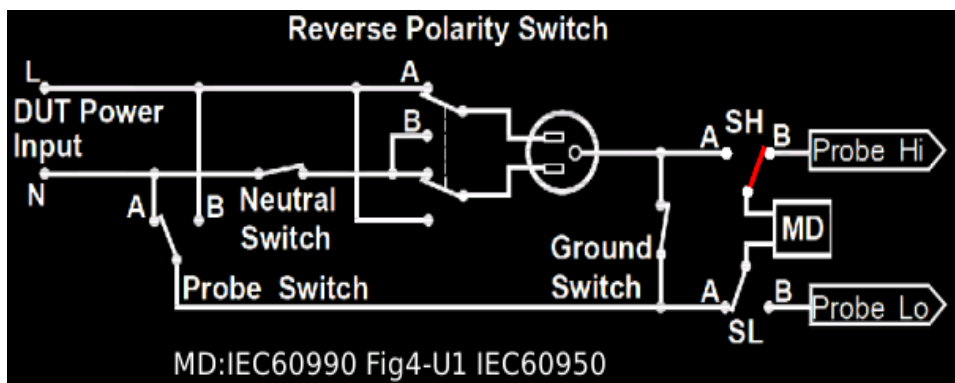 Reverse Polarity Switch
L
A
SH
DUT Power
Input
B
A
B
Probe Hi
N
A
B
Neutral
Switch
MD
Ground
Switch
Probe Switch
A
B
Probe Lo
SL
MD:IEC60990 Fig4-U1 IEC60950